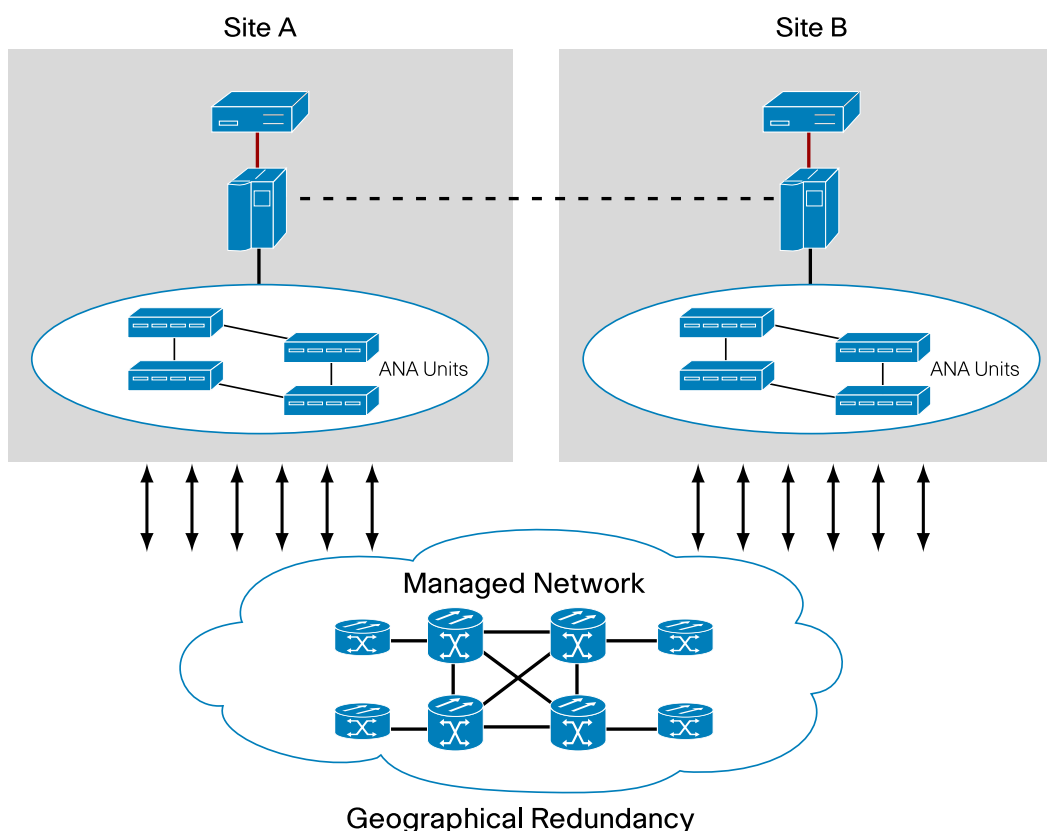 Site A
Site B
ANA Units
ANA Units
Managed Network
Geographical Redundancy